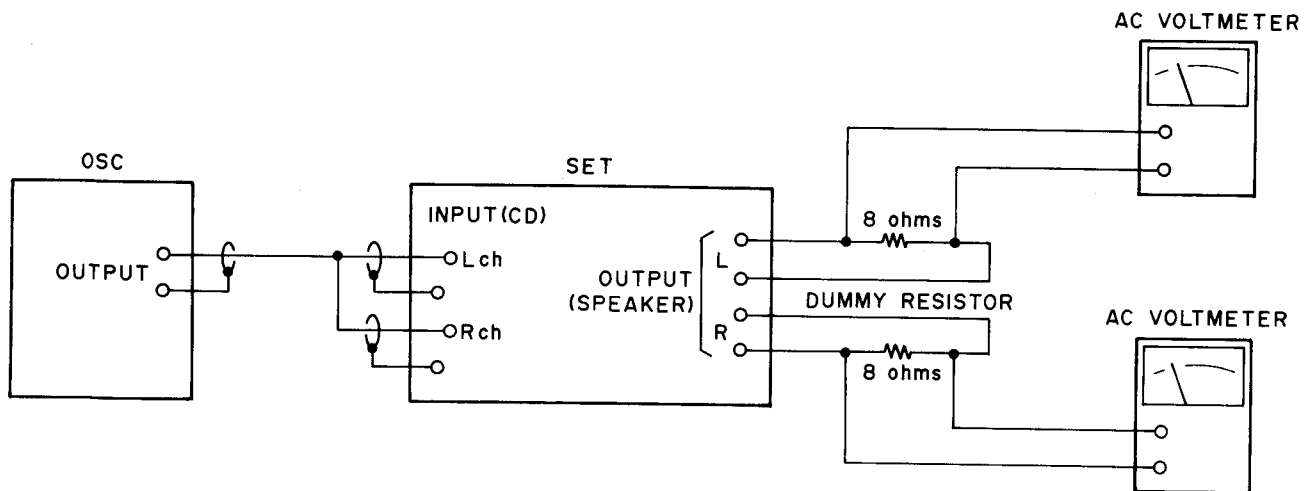 AC VOLTMETER
OSC
SET
OUTPUT
INPUT(CD)
Lch
Rch
OUTPUT
(SPEAKER)
L
R
8 ohms
DUMMY RESISTOR
8 ohms
AC VOLTMETER